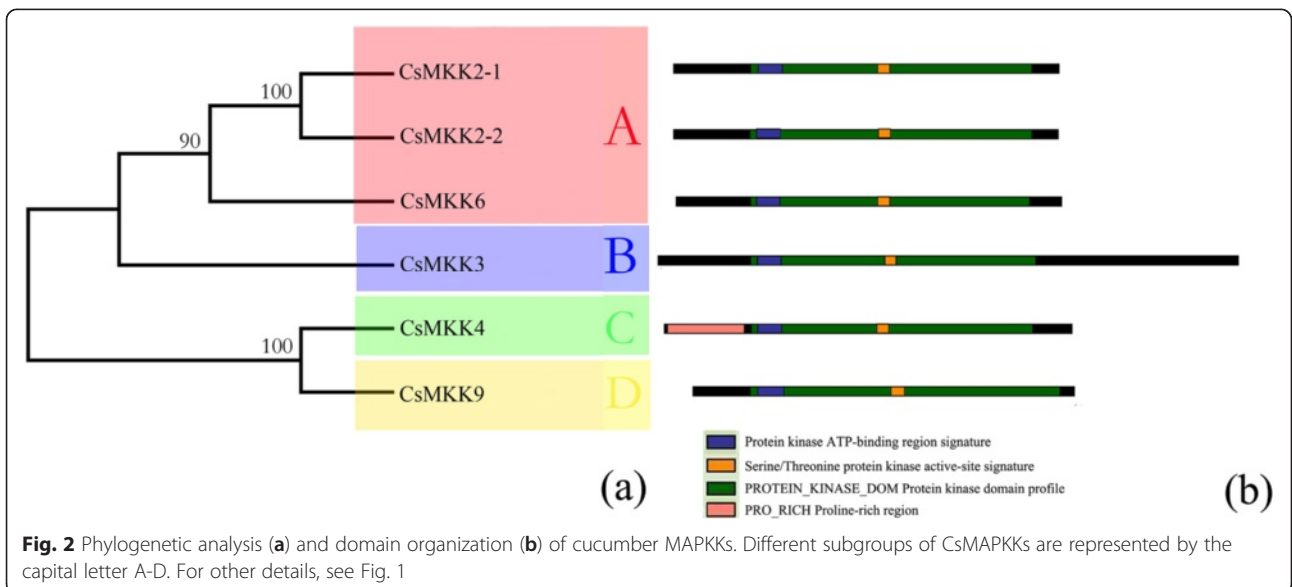 100
CsMKK2-1
90
CsMKK2-2
A
CsMKK6
CsMKK3
B
CsMKK4
C
100
CsMKK9
D
Protein kinase ATP-binding region signature
Serine/Threonine protein kinase active-site signature
PROTEIN_KINASE_DOM Protein kinase domain profile
PRO_RICH Proline-rich region
(a)
(b)
Fig. 2 Phylogenetic analysis (a) and domain organization (b) of cucumber MAPKKs. Different subgroups of CsMAPKKs are represented by the
capital letter A-D. For other details, see Fig. 1